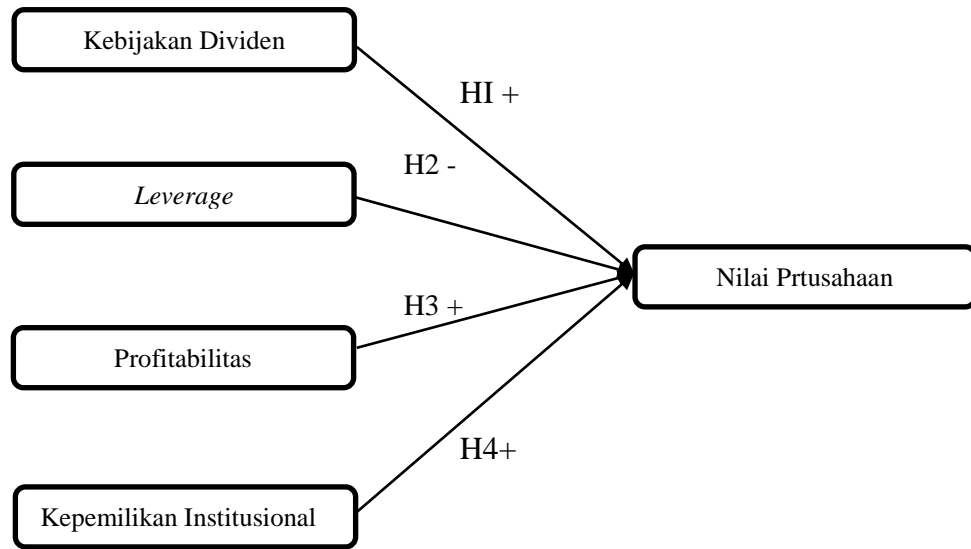 Kebijakan Dividen
HI +
H2 -
Leverage
Nilai Prtusahaan
H3 +
Profitabilitas
H4+
Kepemilikan Institusional